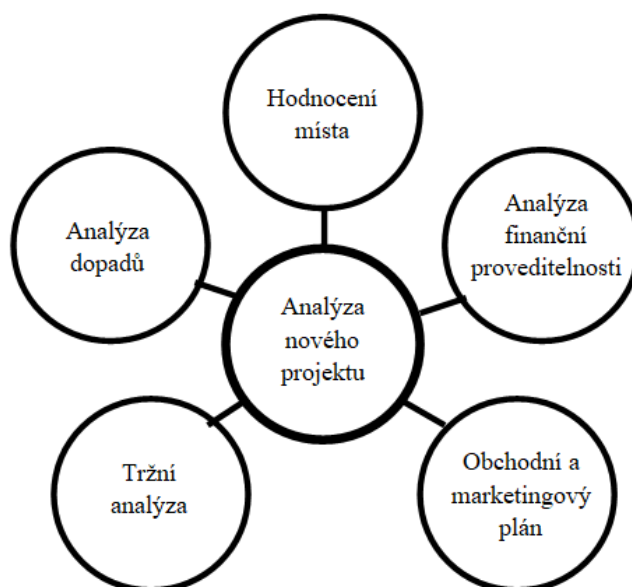 Hodnocení
místa
Analýza
dopadů
Analýza
finanční
proveditelnosti
Analýza
nového
projektu
Tržní
analýza
Obchodní a
marketingový
plán